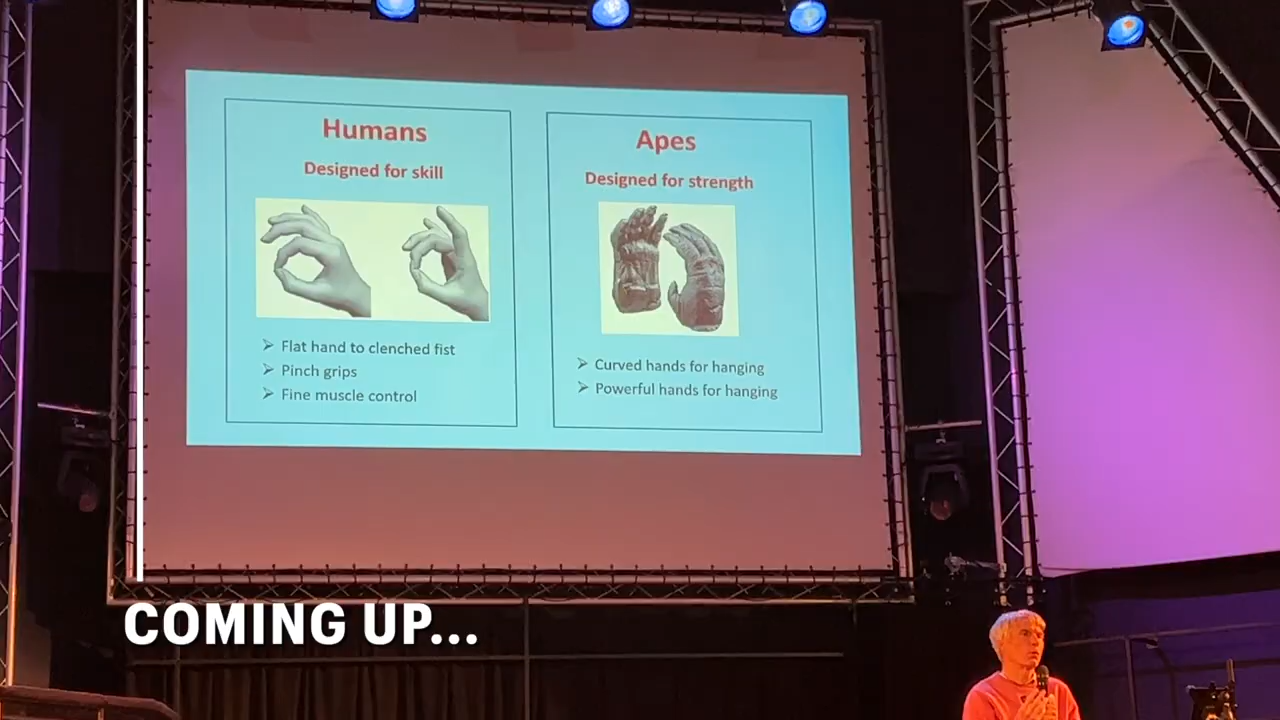 Humans
Designed for skill
➢ Flat hand to clenched fist
➢ Pinch grips
➢ Fine muscle control
Apes
Designed for strength
➢ Curved hands for hanging
➢ Powerful hands for hanging
COMING UP...